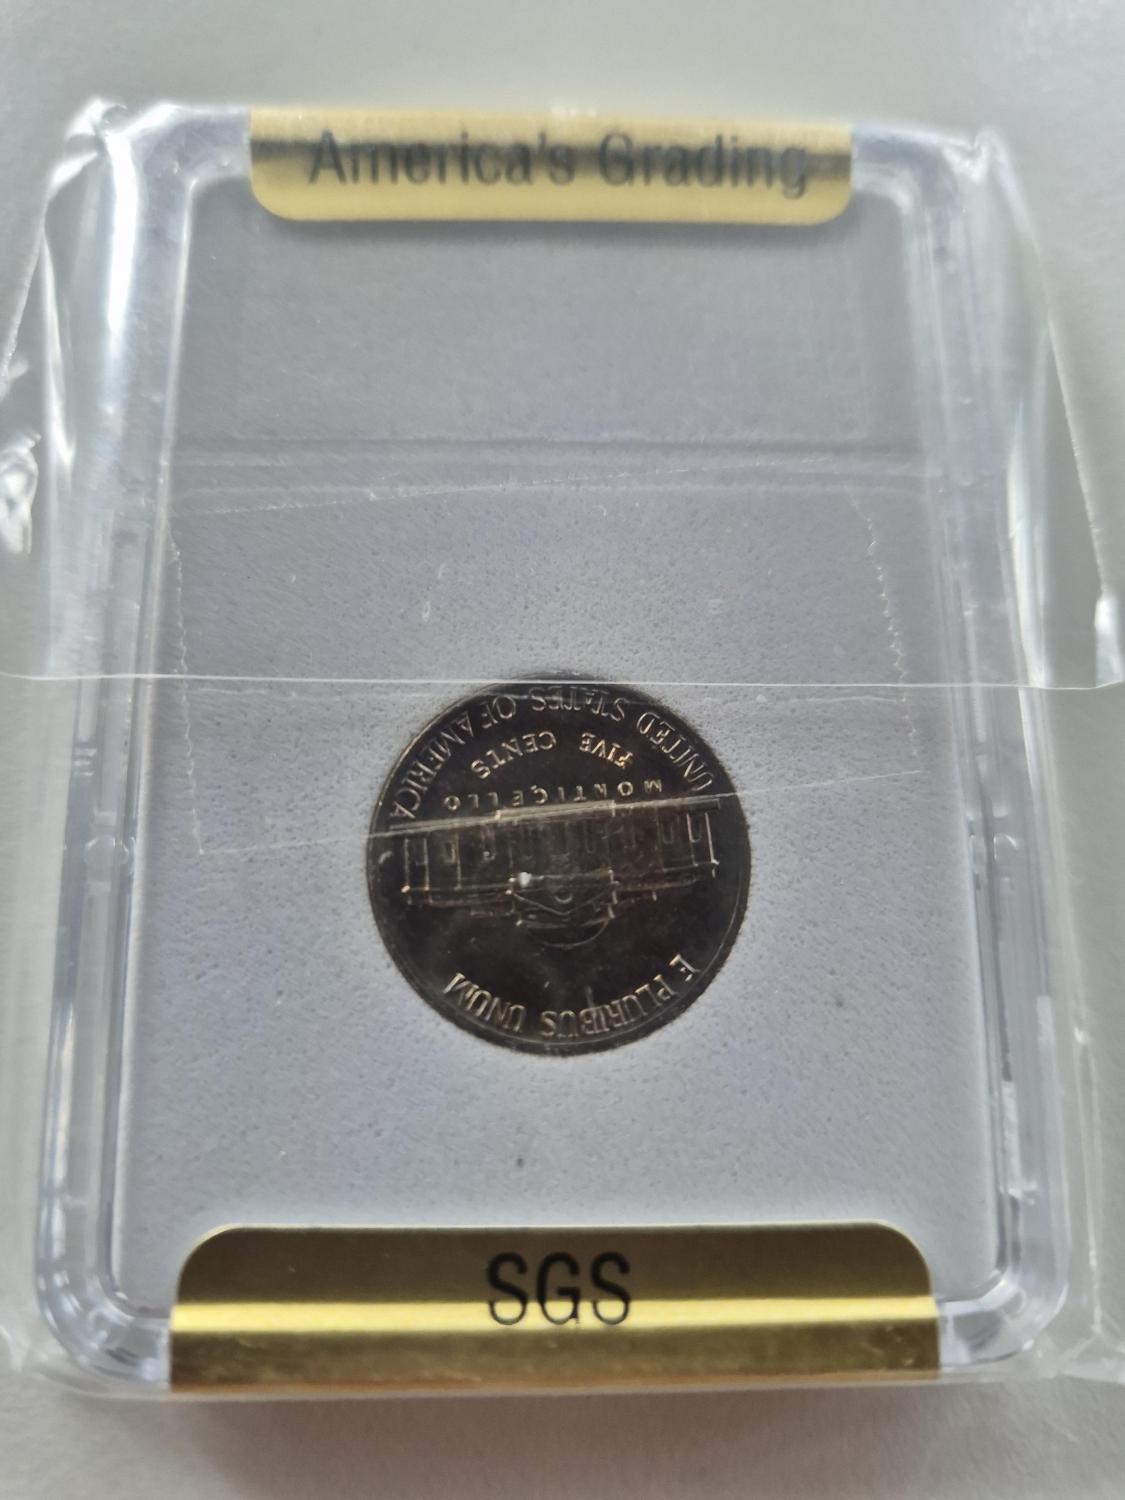 America's Grading
UNITED STATES OF AMERICA
FIVE CENTS
MONTICELLO
E PLURIBUS UNUM
SGS